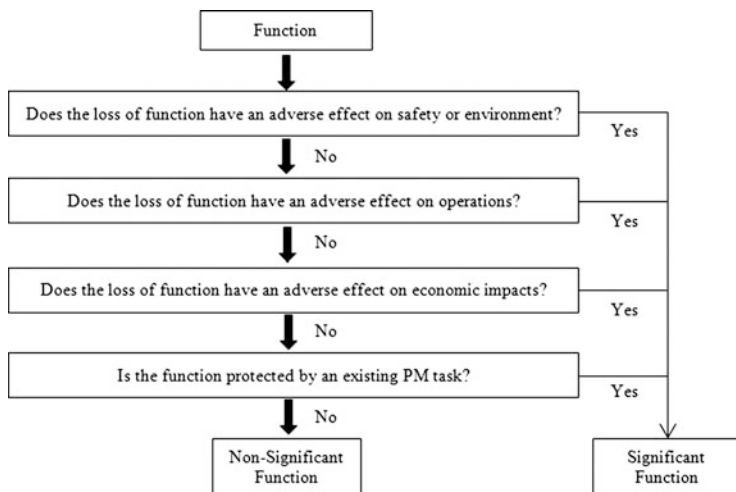 Function
Does the loss of function have an adverse effect on safety or environment?
Yes
No
Does the loss of function have an adverse effect on operations?
Yes
No
Does the loss of function have an adverse effect on economic impacts?
Yes
No
Is the function protected by an existing PM task?
Yes
No
Non-Significant
Function
Significant
Function